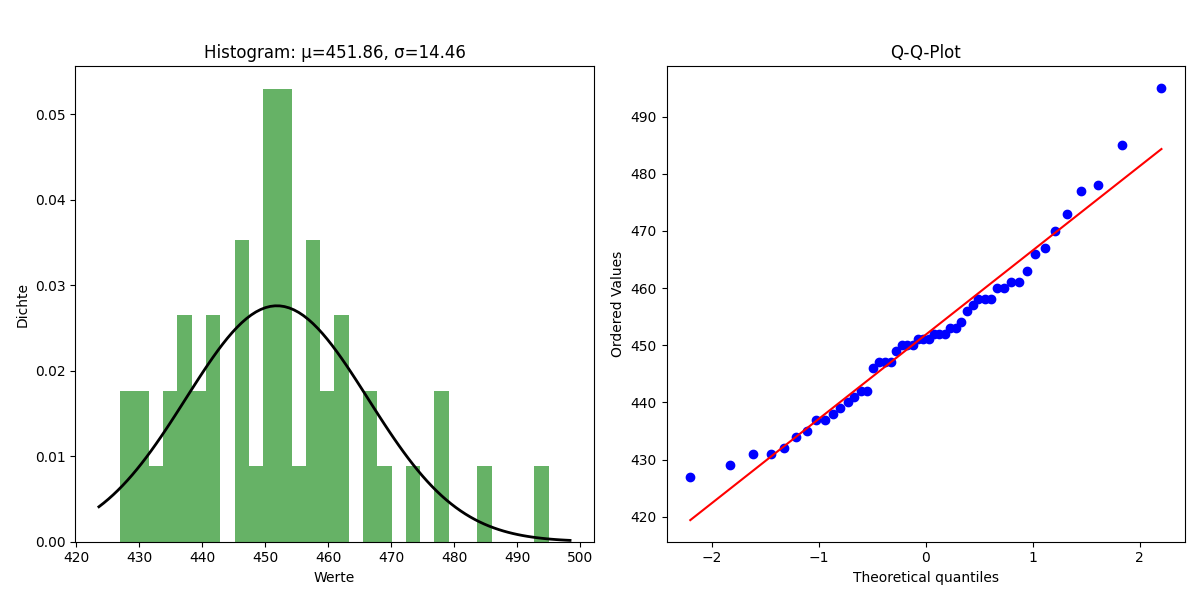 Histogram: μ=451.86, σ=14.46
Dichte
0.05
0.04
0.03
0.02
0.01
0.00
420 430 440 450 460 470 480 490 500
Werte
Q-Q-Plot
Ordered Values
490
480
470
460
450
440
430
420
−2 −1 0 1 2
Theoretical quantiles